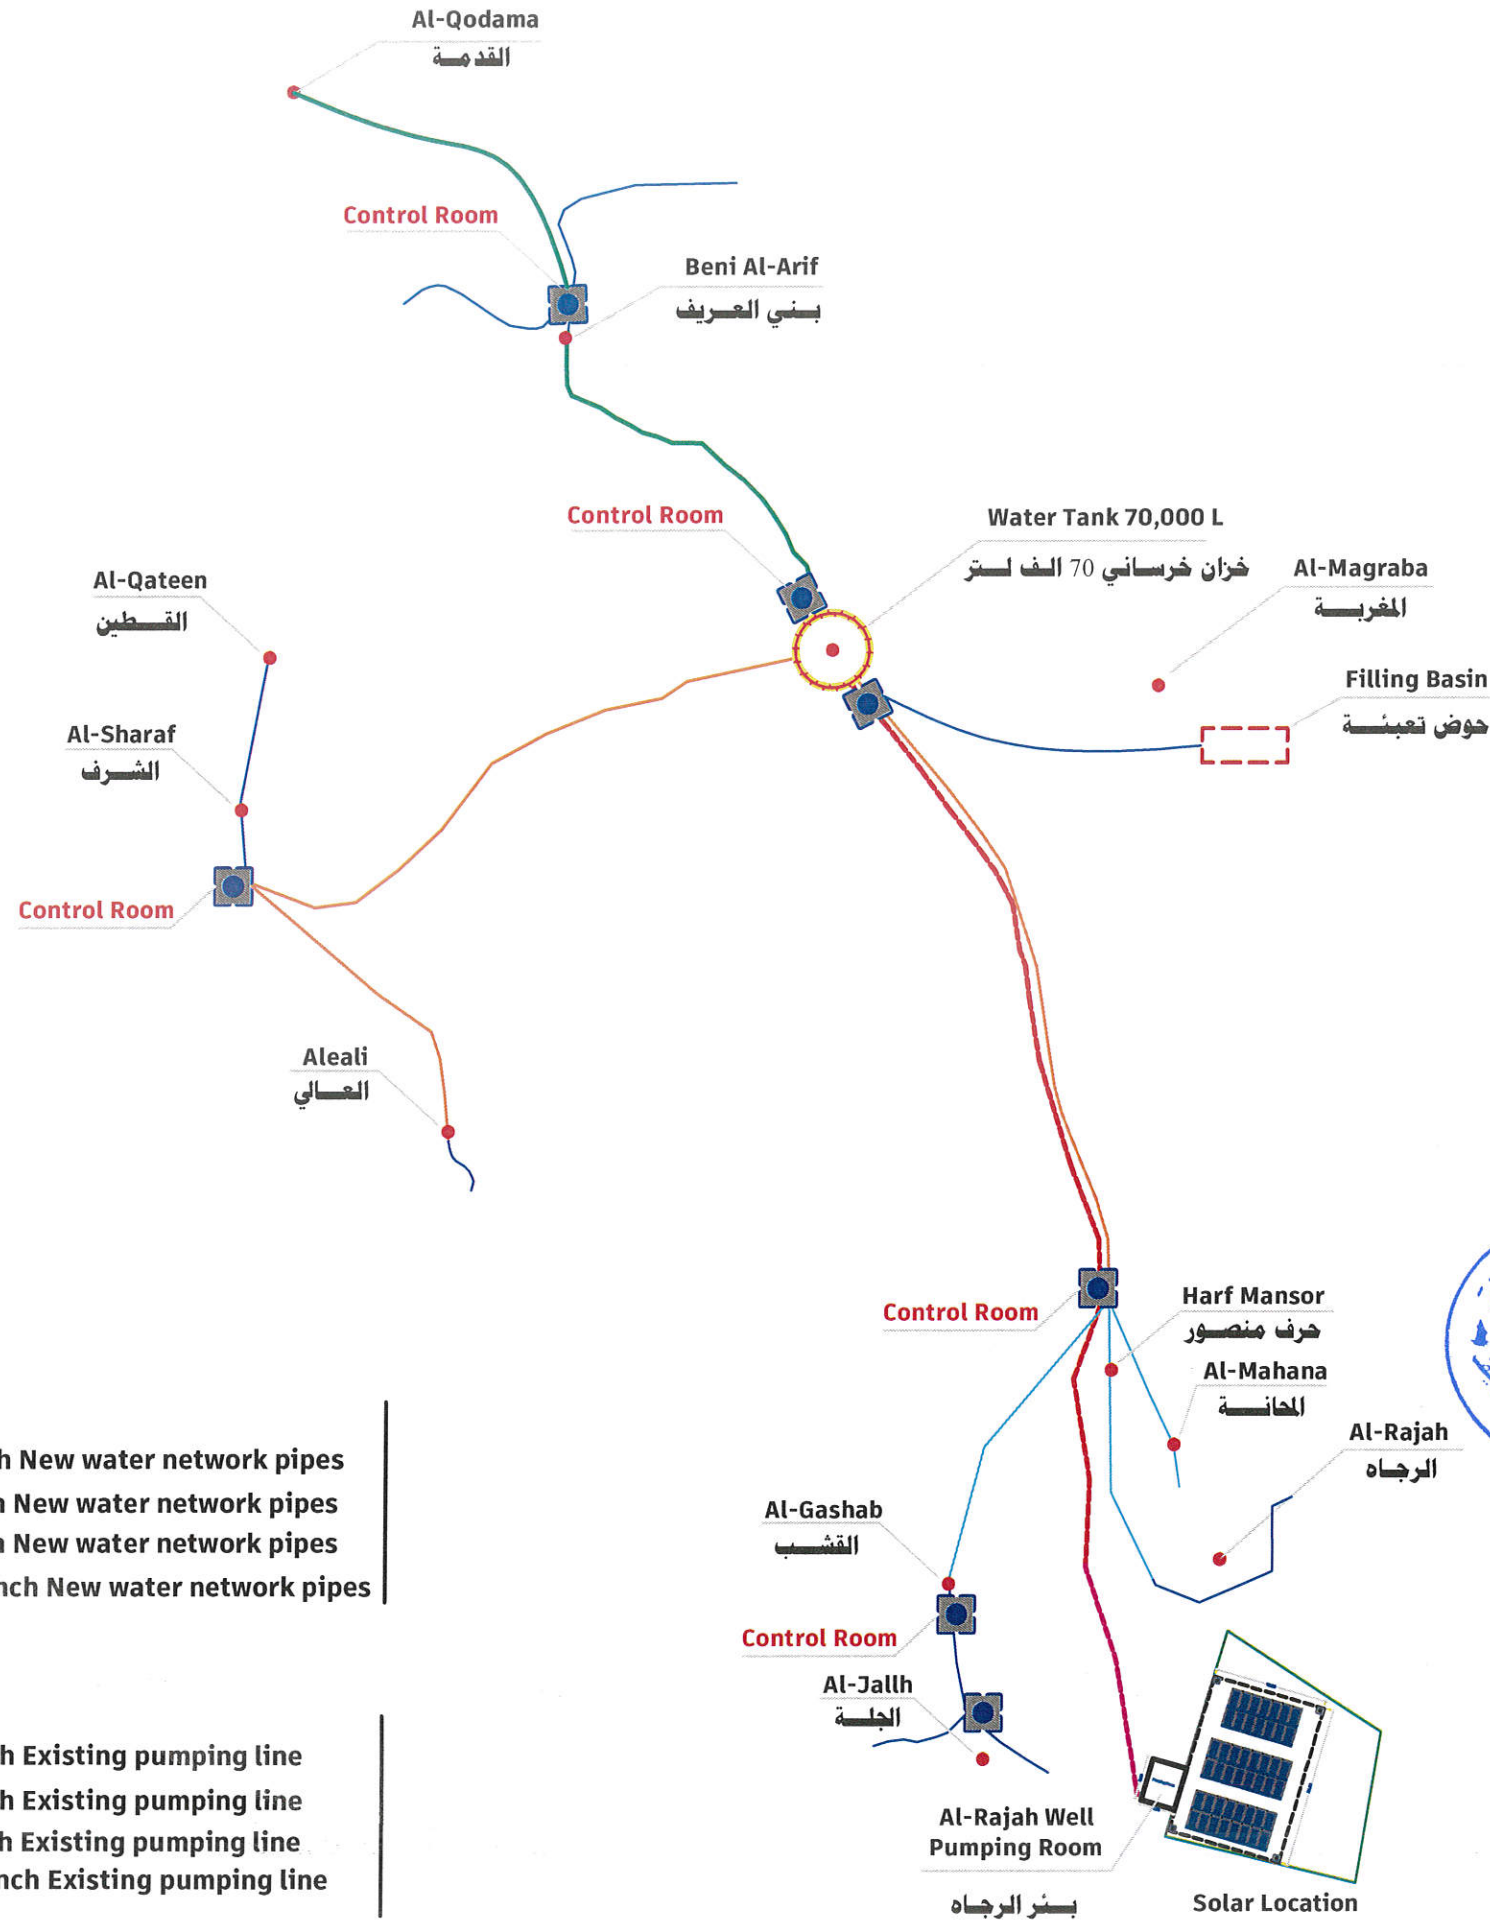 Al-Qodama
القدمة
Control Room
Beni Al-Arif
بني العريف
Control Room
Water Tank 70,000 L
خزان خرساني 70 الف لتر
Al-Magraba
المغربة
Al-Qateen
القطين
Filling Basin
حوض تعبئة
Al-Sharaf
الشرف
Control Room
Aleali
العالي
Control Room
Harf Mansor
حرف منصور
Al-Mahana
المحانة
Al-Rajah
الرجاه
h New water network pipes
New water network pipes
New water network pipes
nch New water network pipes
Al-Gashab
القشب
Control Room
Al-Jallh
الجلة
h Existing pumping line
h Existing pumping line
h Existing pumping line
nch Existing pumping line
Al-Rajah Well
Pumping Room
بئر الرجاه
Solar Location